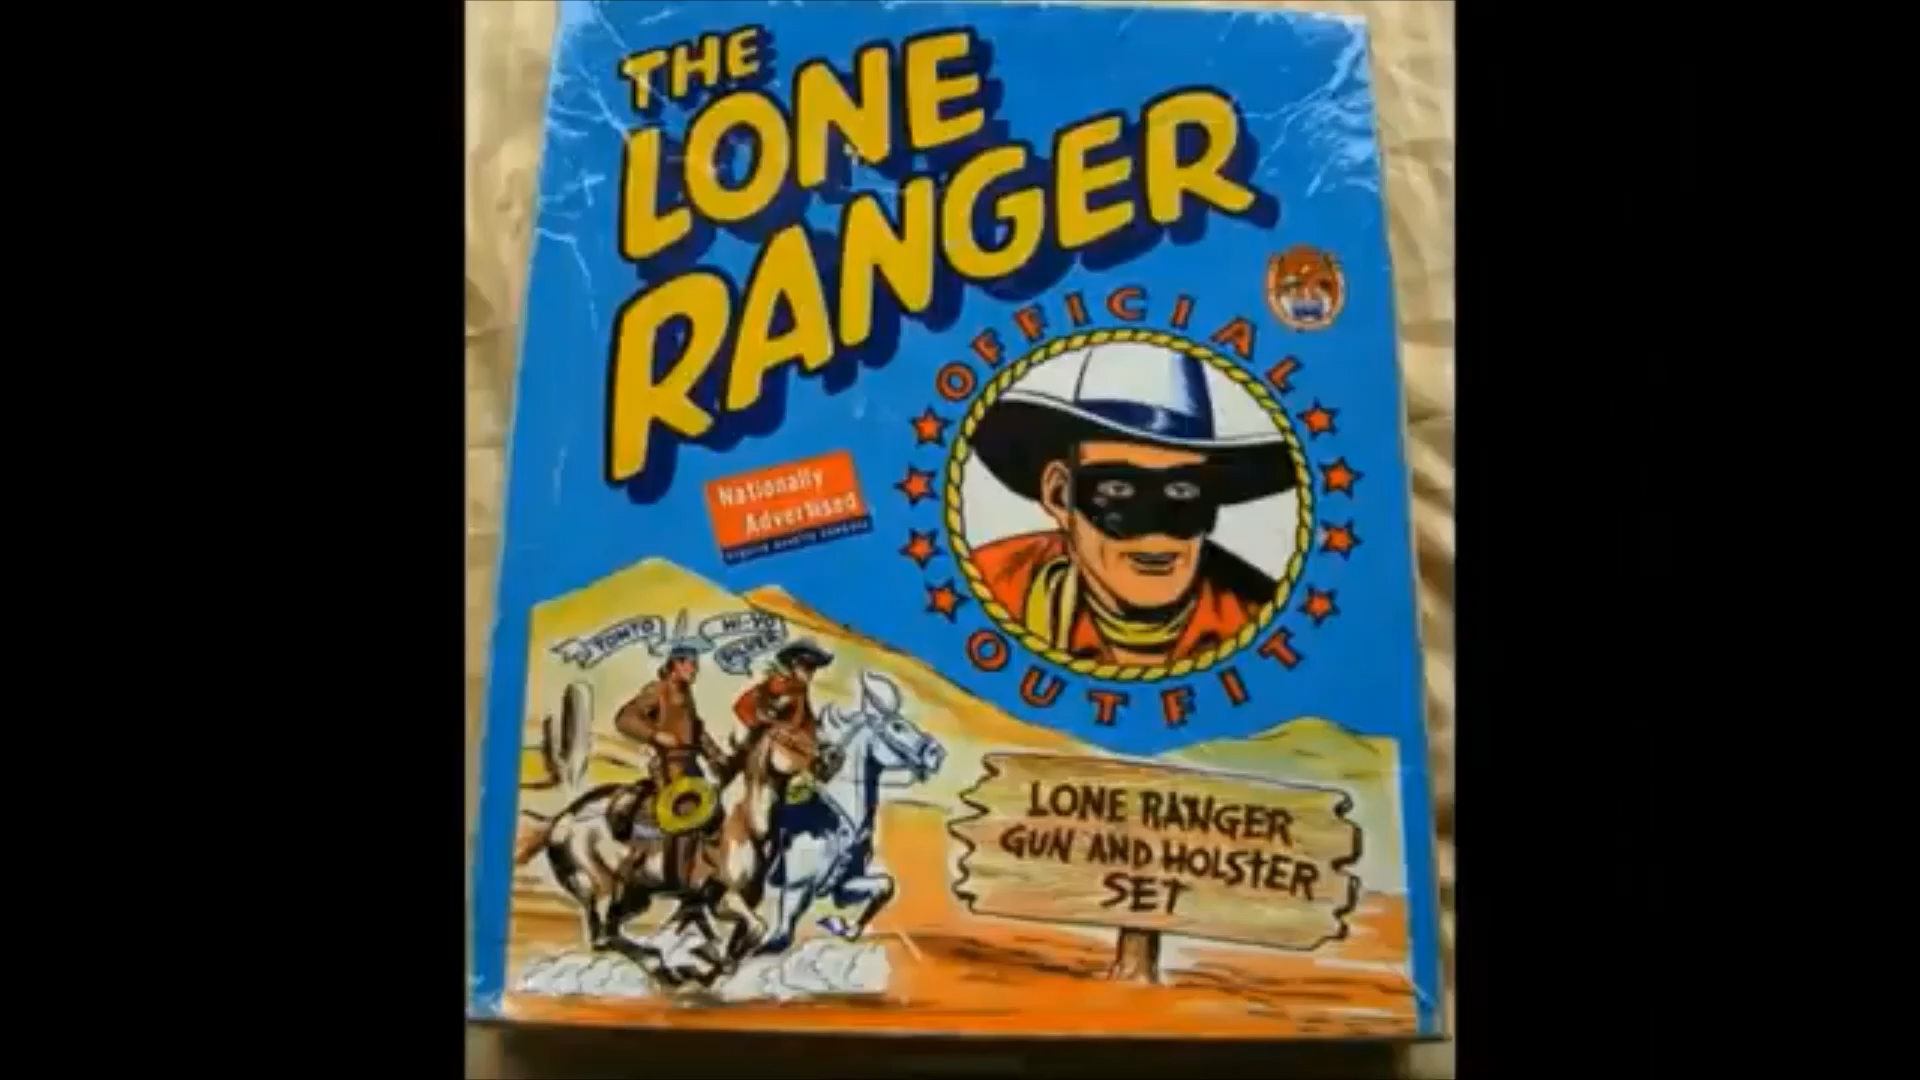 THE
LONE
RANGER
OFFICIAL
Nationally
Advertised
TONTO
HI-YO
SILVER
OUTFIT
LONE RANGER
GUN AND HOLSTER
SET